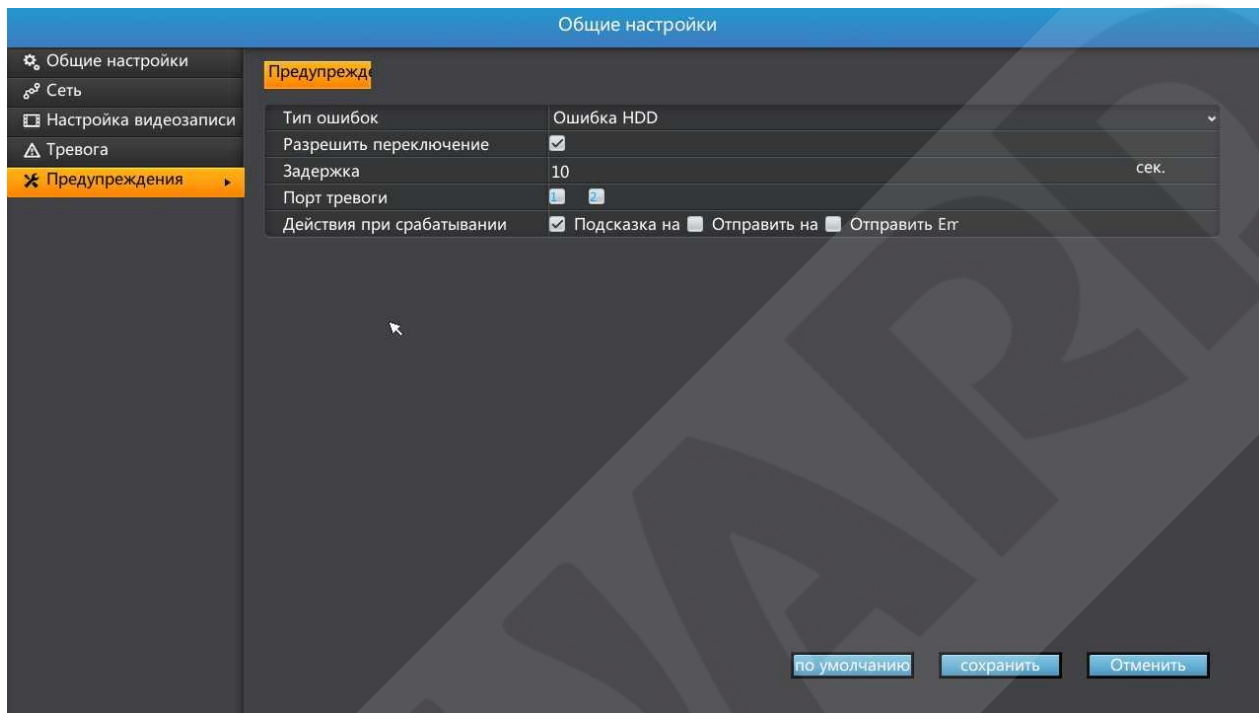 Общие настройки
Общие настройки
Сеть
Настройка видеозаписи
Тревога
Предупреждения
Предупрежде
Тип ошибок Ошибка HDD
Разрешить переключение
Задержка 10 сек.
Порт тревоги 1 2
Действия при срабатывании Подсказка на Отправить на Отправить Em
по умолчанию сохранить Отменить